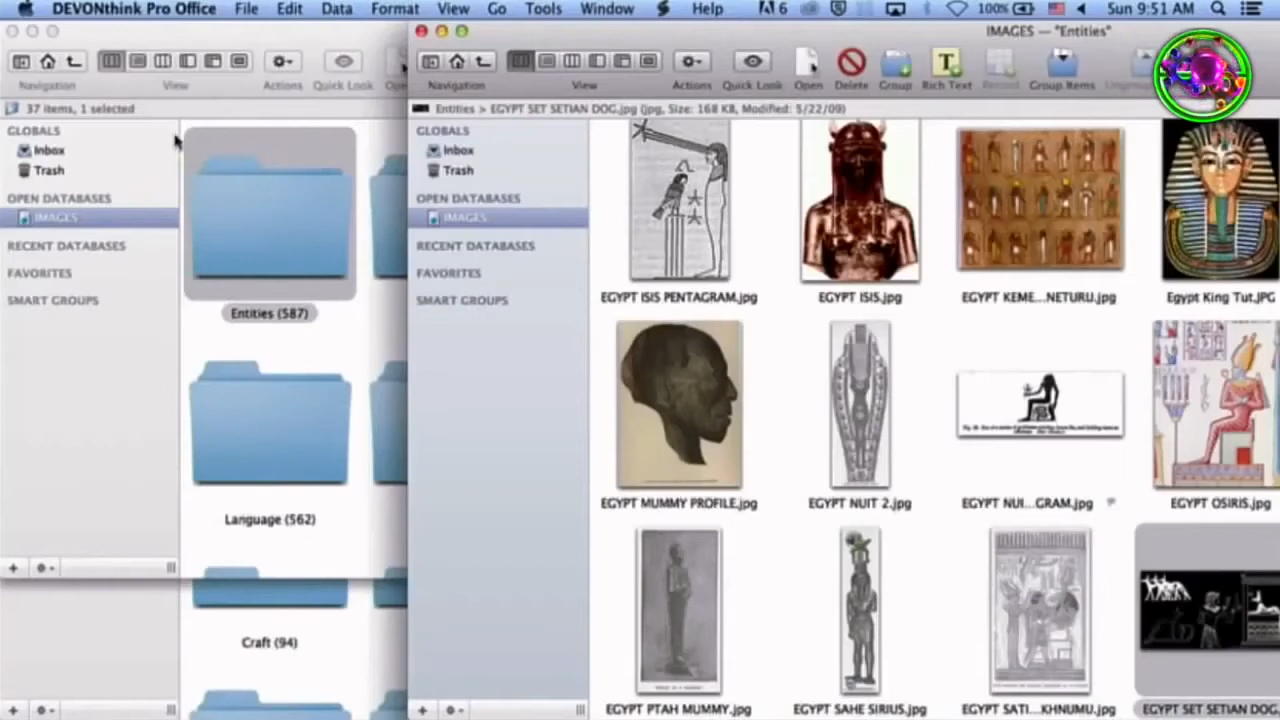 DEVONthink Pro Office File Edit Data Format View Go Tools Window Help 6 100% Sun 9:51 AM
Navigation View Actions Quick Look
37 items, 1 selected
GLOBALS
Inbox
Trash
OPEN DATABASES
IMAGES
RECENT DATABASES
FAVORITES
SMART GROUPS
Entities (587)
Language (562)
Craft (94)
IMAGES — "Entities"
Navigation View Actions Quick Look Open Delete Group Rich Text Group Items
Entities > EGYPT SET SETIAN DOG.jpg (jpg, Size: 168 KB, Modified: 5/22/09)
GLOBALS
Inbox
Trash
OPEN DATABASES
IMAGES
RECENT DATABASES
FAVORITES
SMART GROUPS
EGYPT ISIS PENTAGRAM.jpg EGYPT ISIS.jpg EGYPT KEME...NETURU.jpg Egypt King Tut.JPG
EGYPT MUMMY PROFILE.jpg EGYPT NUIT 2.jpg EGYPT NUI...GRAM.jpg EGYPT OSIRIS.jpg
EGYPT PTAH MUMMY.jpg EGYPT SAHE SIRIUS.jpg EGYPT SATI...KHNUMU.jpg EGYPT SET SETIAN DOG.